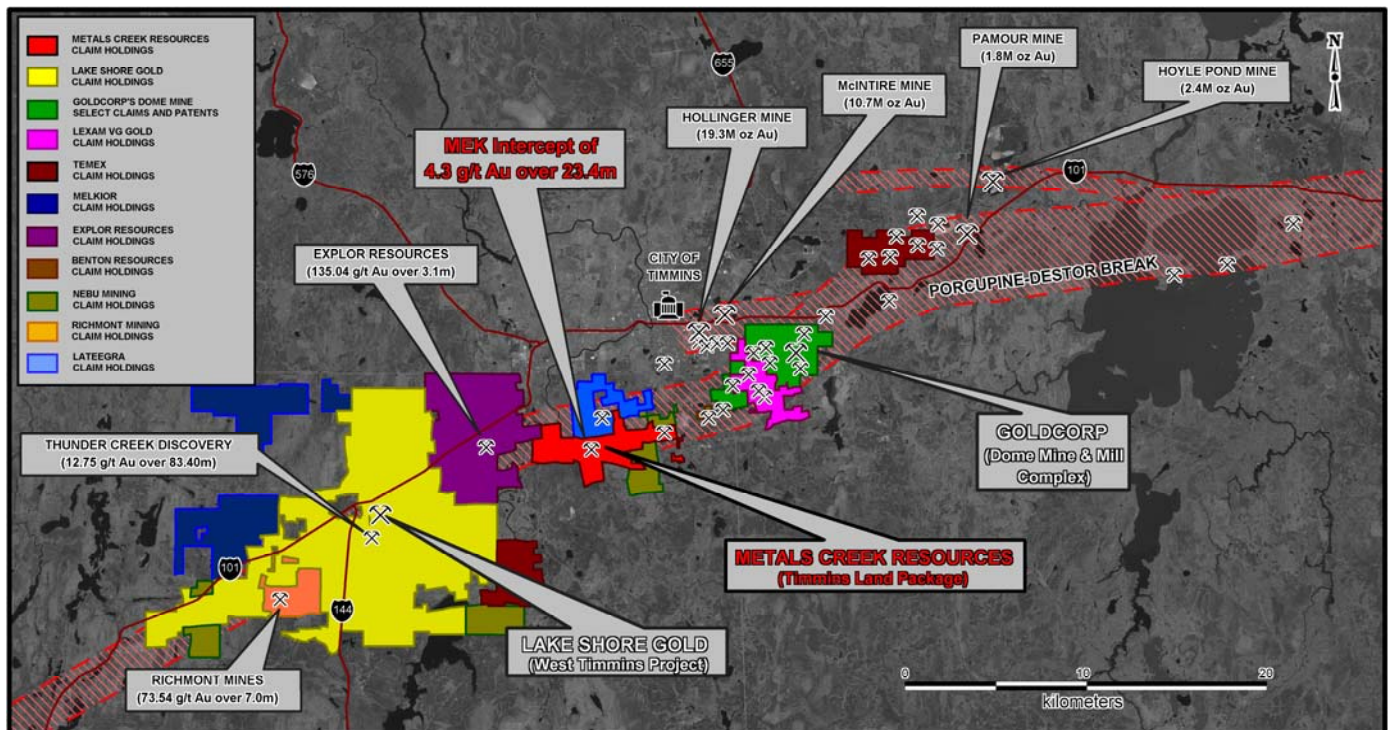 METALS CREEK RESOURCES
CLAIM HOLDINGS
LAKE SHORE GOLD
CLAIM HOLDINGS
GOLDCORP'S DOME MINE
SELECT CLAIMS AND PATENTS
LEXAM VG GOLD
CLAIM HOLDINGS
TEMEX
CLAIM HOLDINGS
MELKIOR
CLAIM HOLDINGS
EXPLOR RESOURCES
CLAIM HOLDINGS
BENTON RESOURCES
CLAIM HOLDINGS
NEBU MINING
CLAIM HOLDINGS
RICHMONT MINING
CLAIM HOLDINGS
LATEEGRA
CLAIM HOLDINGS
655
PAMOUR MINE
(1.8M oz Au)
N
HOYLE POND MINE
(2.4M oz Au)
McINTIRE MINE
(10.7M oz Au)
HOLLINGER MINE
(19.3M oz Au)
MEK Intercept of
4.3 g/t Au over 23.4m
576
101
EXPLOR RESOURCES
(135.04 g/t Au over 3.1m)
CITY OF
TIMMINS
PORCUPINE-DESTOR BREAK
THUNDER CREEK DISCOVERY
(12.75 g/t Au over 83.40m)
GOLDCORP
(Dome Mine & Mill
Complex)
METALS CREEK RESOURCES
(Timmins Land Package)
101
144
LAKE SHORE GOLD
(West Timmins Project)
RICHMONT MINES
(73.54 g/t Au over 7.0m)
0 10 20
kilometers